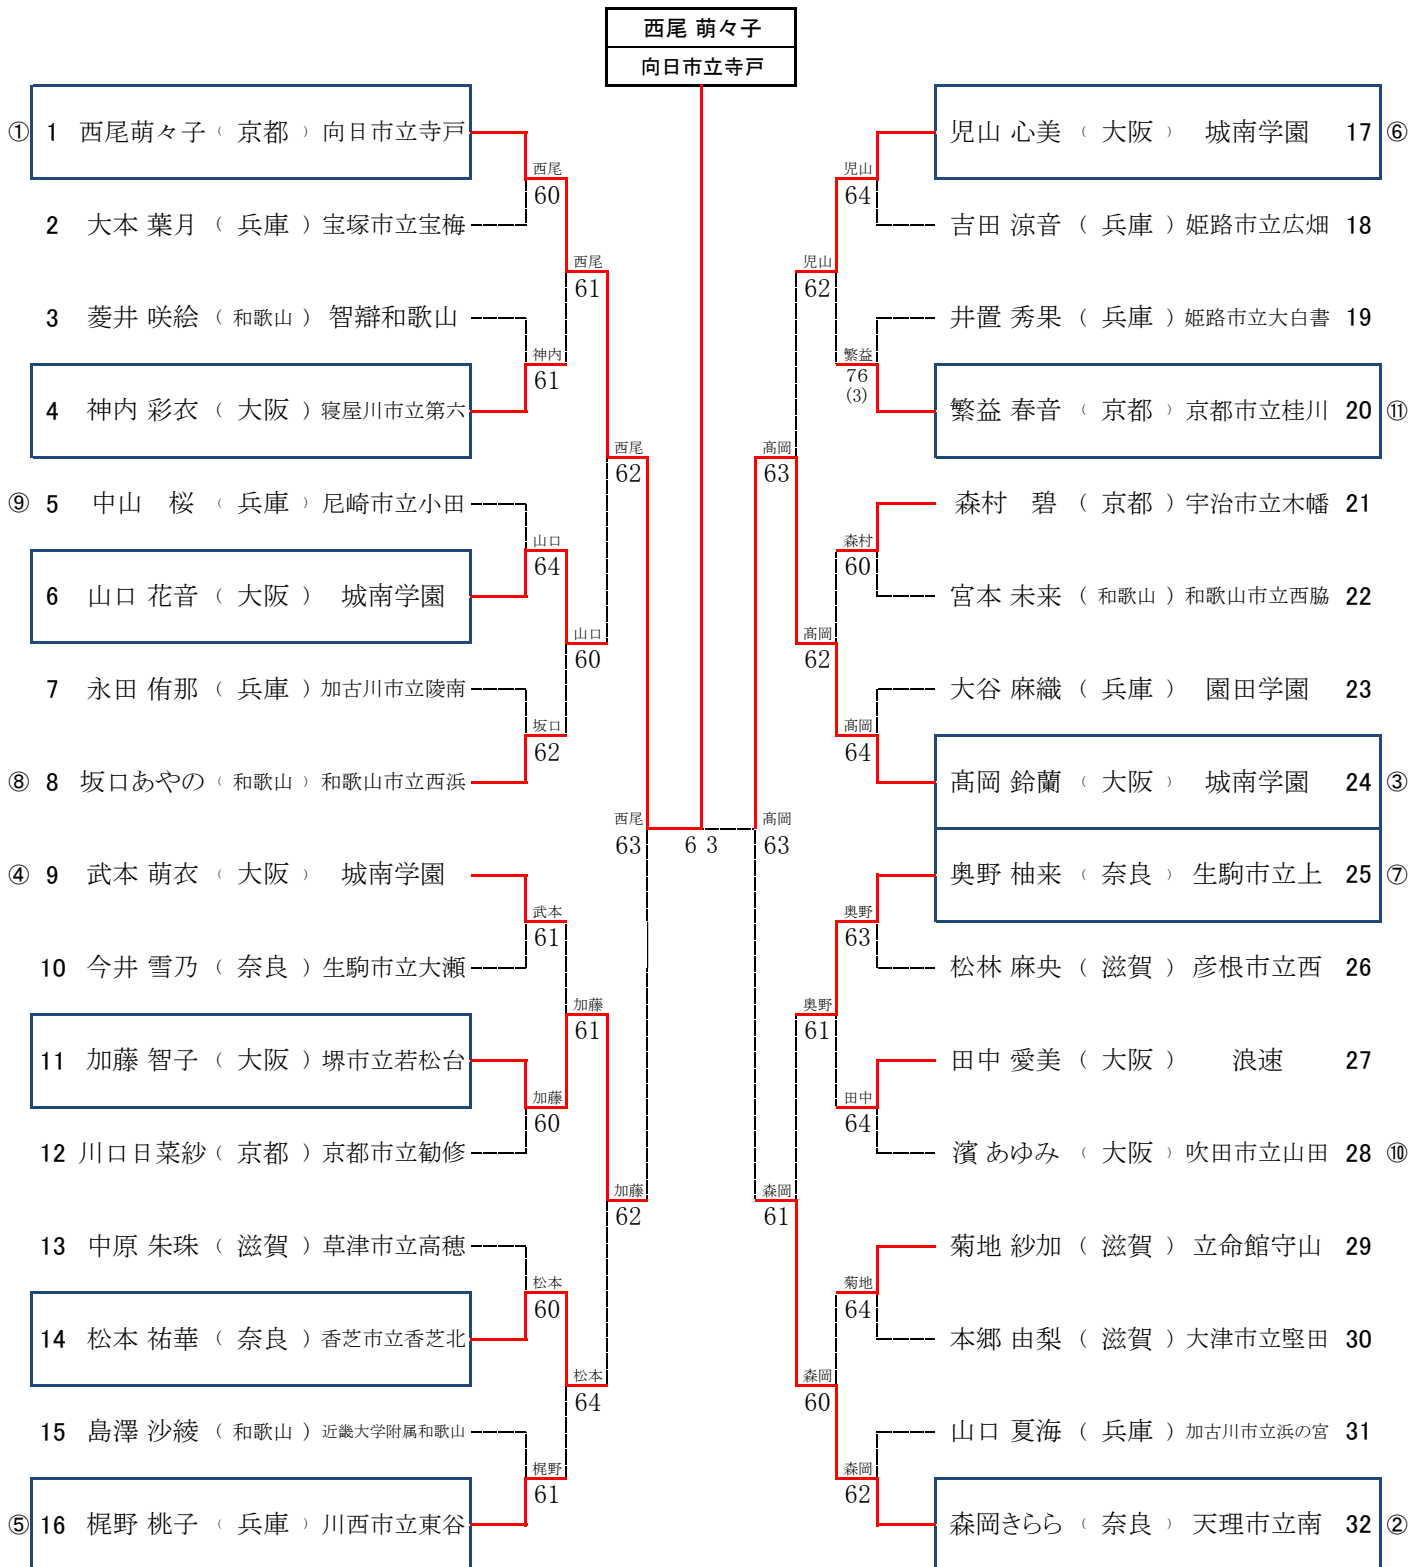 西尾 萌々子
向日市立寺戸
① 1 西尾萌々子 ( 京都 ) 向日市立寺戸
西尾
60
2 大本 葉月 ( 兵庫 ) 宝塚市立宝梅
西尾
61
3 菱井 咲絵 ( 和歌山 ) 智辯和歌山
神内
61
4 神内 彩衣 ( 大阪 ) 寝屋川市立第六
西尾
62
⑨ 5 中山 桜 ( 兵庫 ) 尼崎市立小田
山口
64
6 山口 花音 ( 大阪 ) 城南学園
山口
60
7 永田 侑那 ( 兵庫 ) 加古川市立陵南
坂口
62
⑧ 8 坂口あやの ( 和歌山 ) 和歌山市立西浜
西尾
63
④ 9 武本 萌衣 ( 大阪 ) 城南学園
武本
61
10 今井 雪乃 ( 奈良 ) 生駒市立大瀬
加藤
61
11 加藤 智子 ( 大阪 ) 堺市立若松台
加藤
60
12 川口日菜紗 ( 京都 ) 京都市立勧修
加藤
62
13 中原 朱珠 ( 滋賀 ) 草津市立高穂
松本
60
14 松本 祐華 ( 奈良 ) 香芝市立香芝北
松本
64
15 島澤 沙綾 ( 和歌山 ) 近畿大学附属和歌山
梶野
61
⑤ 16 梶野 桃子 ( 兵庫 ) 川西市立東谷
6 3
児山 心美 ( 大阪 ) 城南学園 17 ⑥
児山
64
吉田 涼音 ( 兵庫 ) 姫路市立広畑 18
児山
62
井置 秀果 ( 兵庫 ) 姫路市立大白書 19
繁益
76
(3)
繁益 春音 ( 京都 ) 京都市立桂川 20 ⑪
髙岡
63
森村 碧 ( 京都 ) 宇治市立木幡 21
森村
60
宮本 未来 ( 和歌山 ) 和歌山市立西脇 22
髙岡
62
大谷 麻織 ( 兵庫 ) 園田学園 23
髙岡
64
髙岡 鈴蘭 ( 大阪 ) 城南学園 24 ③
髙岡
63
奥野 柚来 ( 奈良 ) 生駒市立上 25 ⑦
奥野
63
松林 麻央 ( 滋賀 ) 彦根市立西 26
奥野
61
田中 愛美 ( 大阪 ) 浪速 27
田中
64
濱 あゆみ ( 大阪 ) 吹田市立山田 28 ⑩
森岡
61
菊地 紗加 ( 滋賀 ) 立命館守山 29
菊地
64
本郷 由梨 ( 滋賀 ) 大津市立堅田 30
森岡
60
山口 夏海 ( 兵庫 ) 加古川市立浜の宮 31
森岡
62
森岡きらら ( 奈良 ) 天理市立南 32 ②